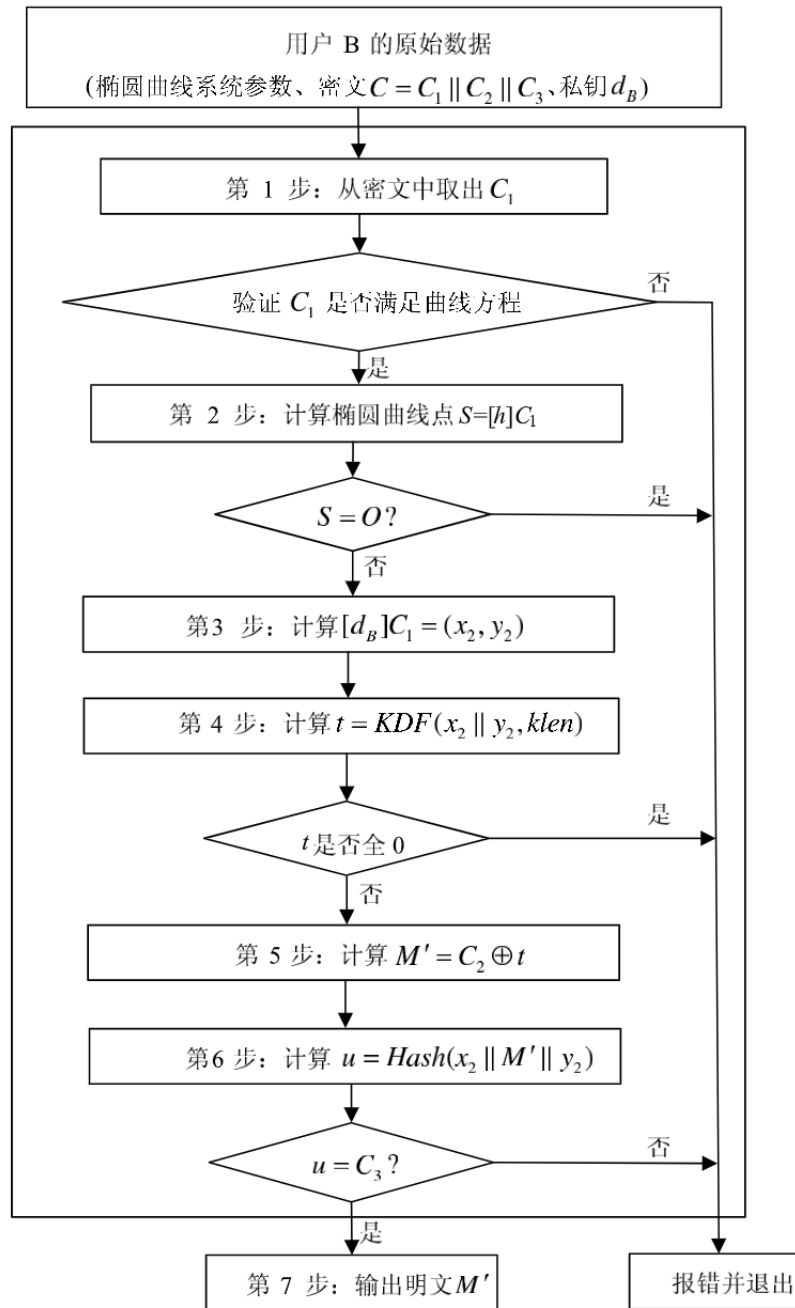 用户 B 的原始数据
(椭圆曲线系统参数、密文C = C₁ || C₂ || C₃、私钥d_B)
第 1 步：从密文中取出C₁
验证 C₁ 是否满足曲线方程
否
是
第 2 步：计算椭圆曲线点S=[h]C₁
S = O?
是
否
第3 步：计算[d_B]C₁ = (x₂, y₂)
第 4 步：计算t = KDF(x₂ || y₂, klen)
t是否全 0
是
否
第 5 步：计算 M′ = C₂ ⊕ t
第6 步：计算 u = Hash(x₂ || M′ || y₂)
u = C₃?
否
是
第 7 步：输出明文M′
报错并退出